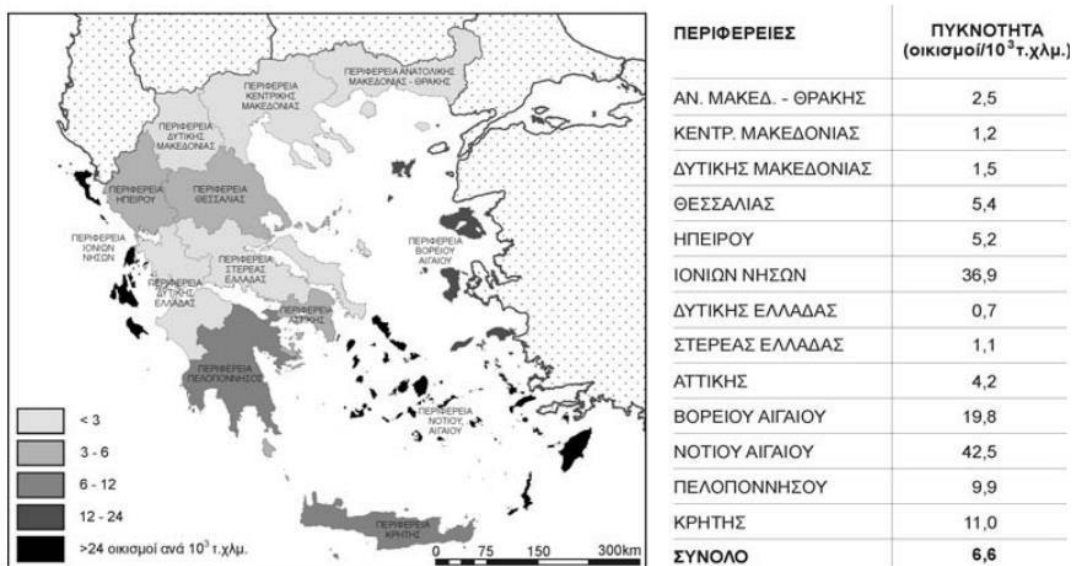 ΠΕΡΙΦΕΡΕΙΑ ΑΝΑΤΟΛΙΚΗΣ
ΜΑΚΕΔΟΝΙΑΣ - ΘΡΑΚΗΣ
ΠΕΡΙΦΕΡΕΙΑ
ΚΕΝΤΡΙΚΗΣ
ΜΑΚΕΔΟΝΙΑΣ
ΠΕΡΙΦΕΡΕΙΑ
ΔΥΤΙΚΗΣ
ΜΑΚΕΔΟΝΙΑΣ
ΠΕΡΙΦΕΡΕΙΑ
ΗΠΕΙΡΟΥ
ΠΕΡΙΦΕΡΕΙΑ
ΘΕΣΣΑΛΙΑΣ
ΠΕΡΙΦΕΡΕΙΑ
ΙΟΝΙΩΝ
ΝΗΣΩΝ
ΠΕΡΙΦΕΡΕΙΑ
ΒΟΡΕΙΟΥ
ΑΙΓΑΙΟΥ
ΠΕΡΙΦΕΡΕΙΑ
ΣΤΕΡΕΑΣ
ΕΛΛΑΔΑΣ
ΠΕΡΙΦΕΡΕΙΑ
ΔΥΤΙΚΗΣ
ΕΛΛΑΔΑΣ
ΠΕΡΙΦΕΡΕΙΑ
ΑΤΤΙΚΗΣ
ΠΕΡΙΦΕΡΕΙΑ
ΠΕΛΟΠΟΝΝΗΣΟΥ
ΠΕΡΙΦΕΡΕΙΑ
ΝΟΤΙΟΥ
ΑΙΓΑΙΟΥ
ΠΕΡΙΦΕΡΕΙΑ
ΚΡΗΤΗΣ
< 3
3 - 6
6 - 12
12 - 24
>24 οικισμοί ανά 10³ τ.χλμ.
0 75 150 300km
ΠΕΡΙΦΕΡΕΙΕΣ ΠΥΚΝΟΤΗΤΑ
(οικισμοί/10³τ.χλμ.)
ΑΝ. ΜΑΚΕΔ. - ΘΡΑΚΗΣ 2,5
ΚΕΝΤΡ. ΜΑΚΕΔΟΝΙΑΣ 1,2
ΔΥΤΙΚΗΣ ΜΑΚΕΔΟΝΙΑΣ 1,5
ΘΕΣΣΑΛΙΑΣ 5,4
ΗΠΕΙΡΟΥ 5,2
ΙΟΝΙΩΝ ΝΗΣΩΝ 36,9
ΔΥΤΙΚΗΣ ΕΛΛΑΔΑΣ 0,7
ΣΤΕΡΕΑΣ ΕΛΛΑΔΑΣ 1,1
ΑΤΤΙΚΗΣ 4,2
ΒΟΡΕΙΟΥ ΑΙΓΑΙΟΥ 19,8
ΝΟΤΙΟΥ ΑΙΓΑΙΟΥ 42,5
ΠΕΛΟΠΟΝΝΗΣΟΥ 9,9
ΚΡΗΤΗΣ 11,0
ΣΥΝΟΛΟ 6,6